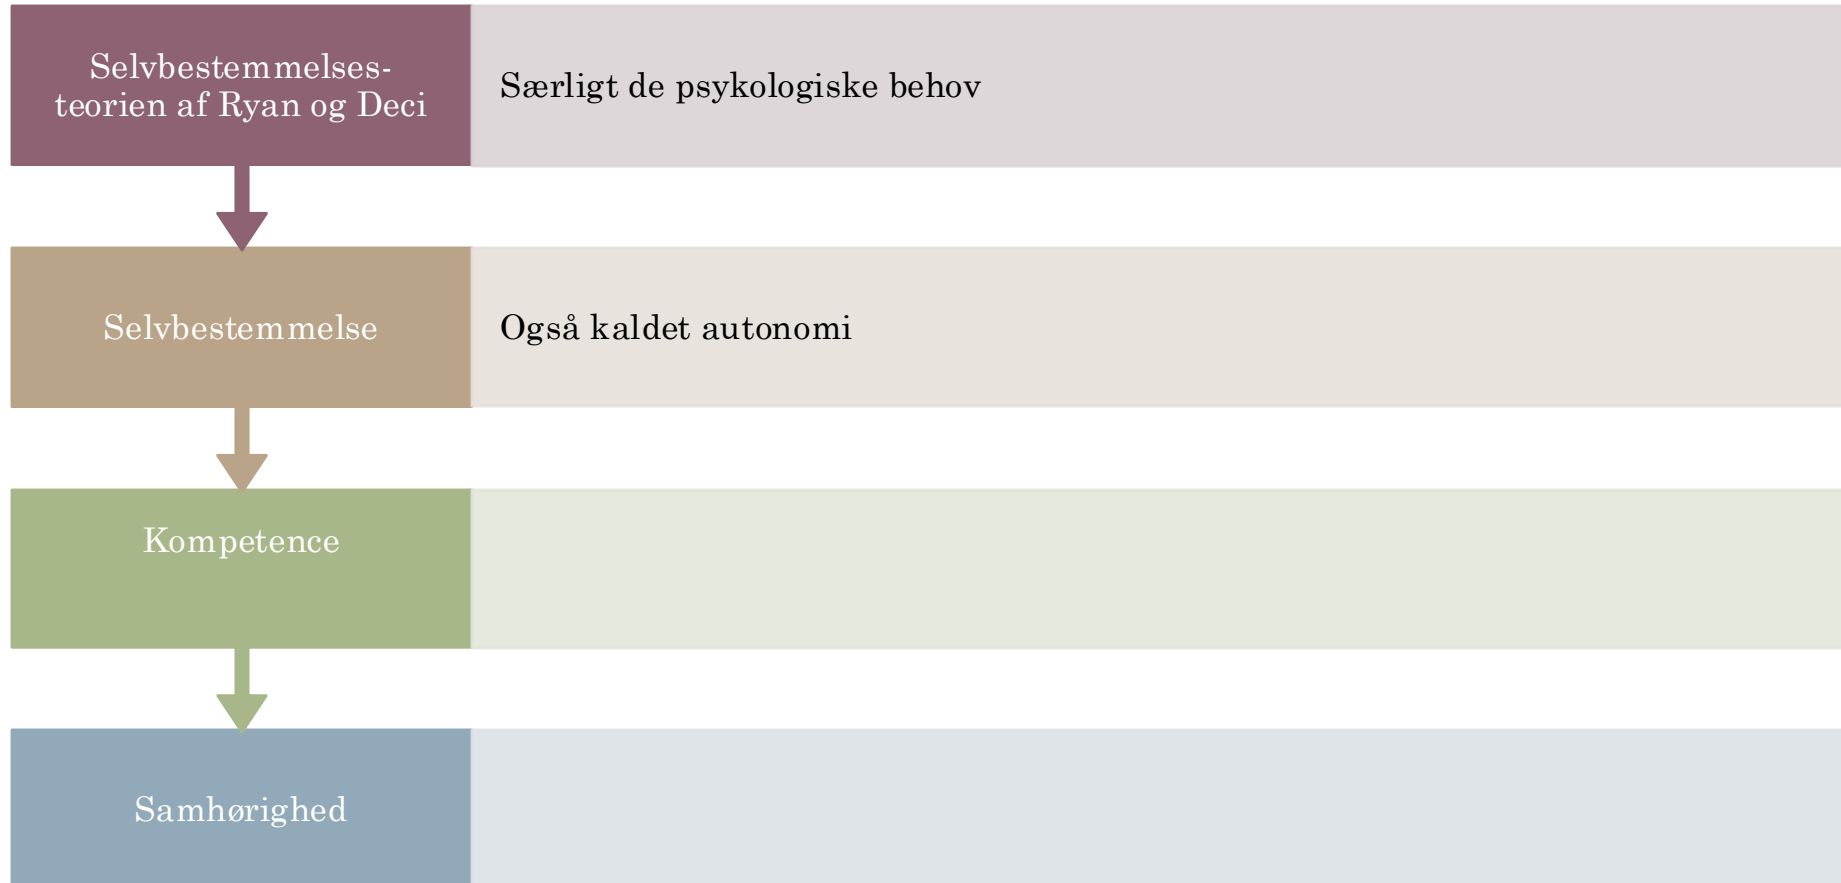 Selvbestemmelses-
teorien af Ryan og Deci
Særligt de psykologiske behov
Selvbestemmelse
Også kaldet autonomi
Kompetence
Samhørighed